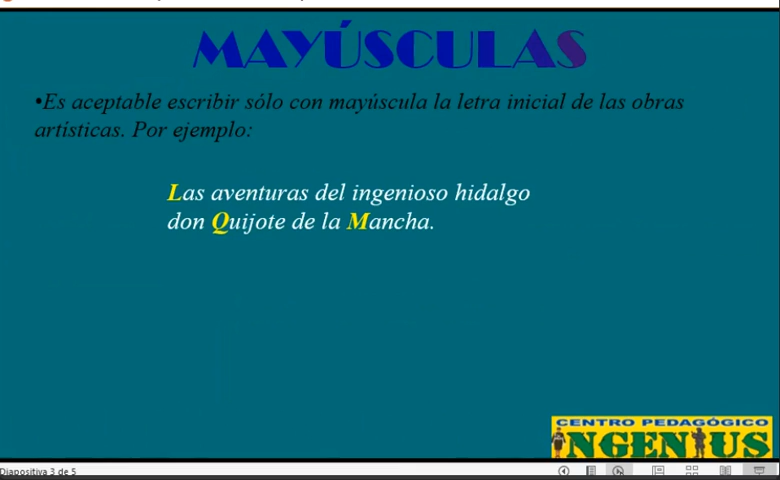 MAYÚSCULAS
•Es aceptable escribir sólo con mayúscula la letra inicial de las obras
artísticas. Por ejemplo:
Las aventuras del ingenioso hidalgo
don Quijote de la Mancha.
CENTRO PEDAGÓGICO
INGENIUS
Diapositiva 3 de 5